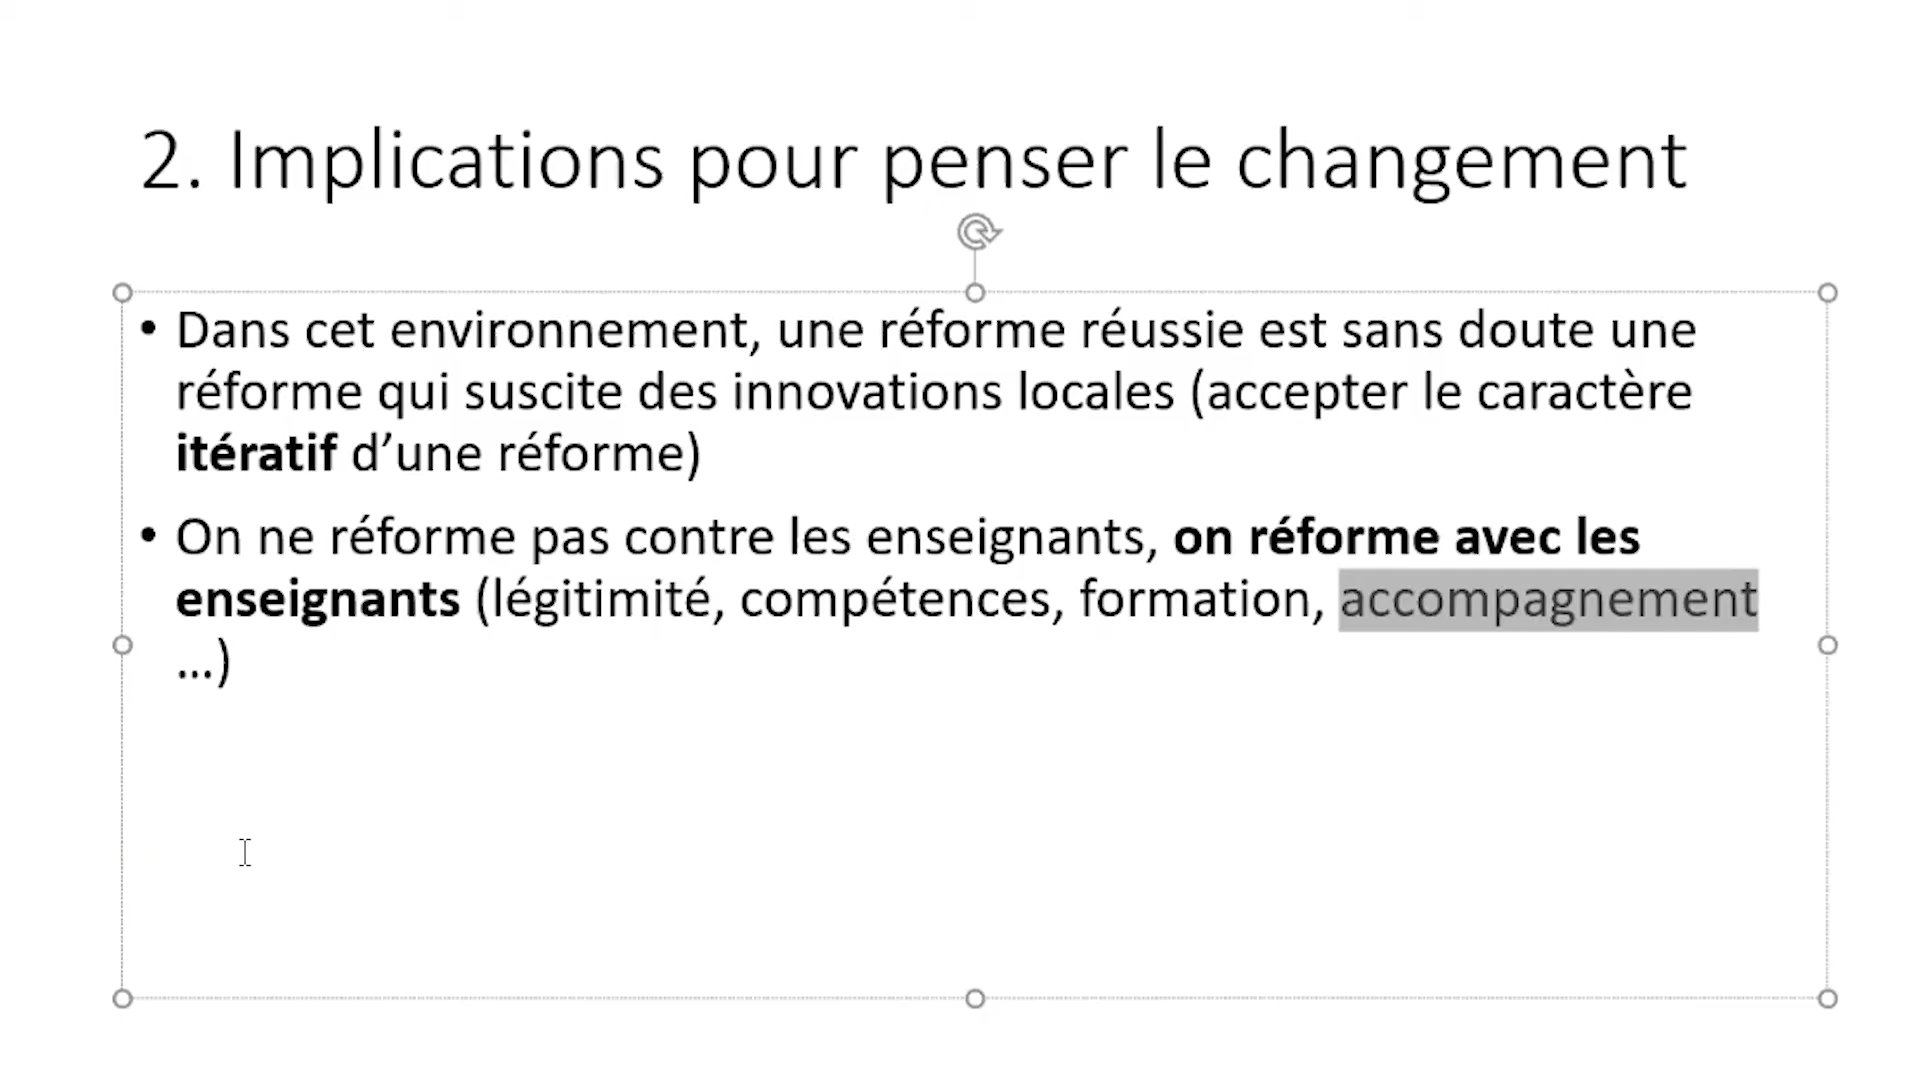 2. Implications pour penser le changement
• Dans cet environnement, une réforme réussie est sans doute une
réforme qui suscite des innovations locales (accepter le caractère
itératif d’une réforme)
• On ne réforme pas contre les enseignants, on réforme avec les
enseignants (légitimité, compétences, formation, accompagnement
…)